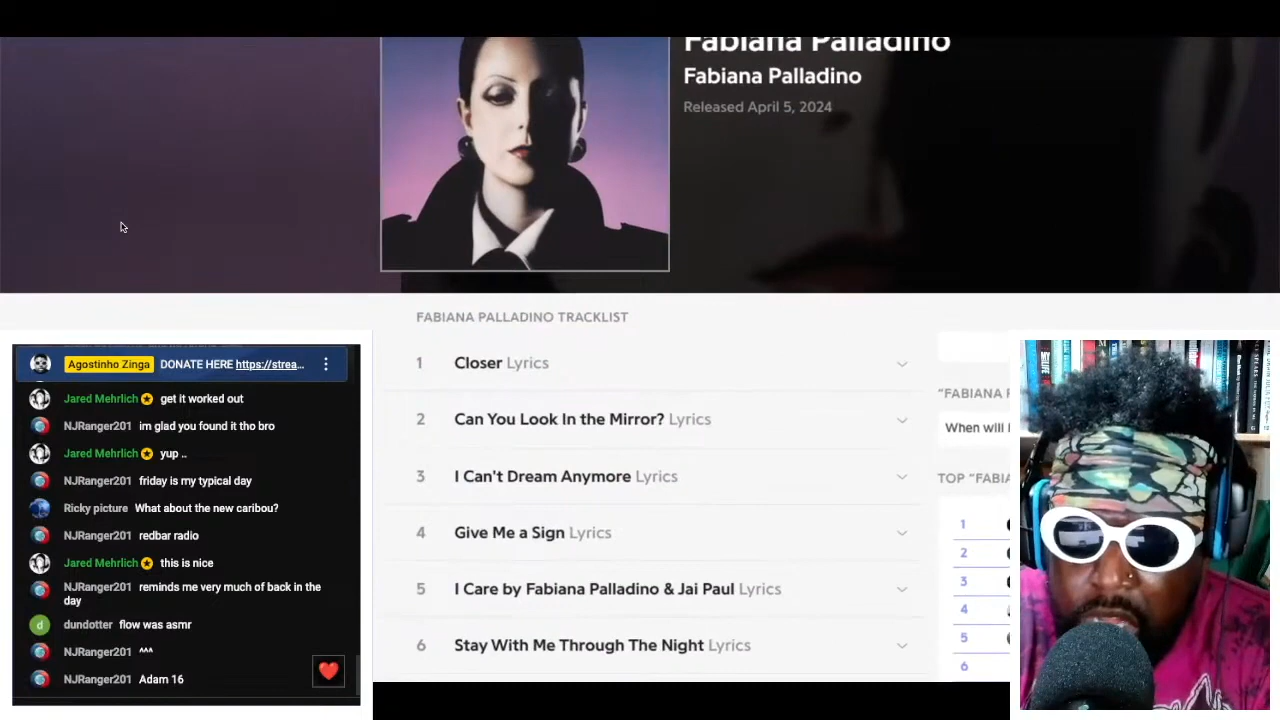 Fabiana Palladino
Fabiana Palladino
Released April 5, 2024
FABIANA PALLADINO TRACKLIST
1 Closer Lyrics
2 Can You Look In the Mirror? Lyrics
3 I Can't Dream Anymore Lyrics
4 Give Me a Sign Lyrics
5 I Care by Fabiana Palladino & Jai Paul Lyrics
6 Stay With Me Through The Night Lyrics
"FABIANA
When will
TOP "FABIA
1
2
3
4
5
6
Agostinho Zinga DONATE HERE https://strea...
Jared Mehrlich get it worked out
NJRanger201 im glad you found it tho bro
Jared Mehrlich yup ..
NJRanger201 friday is my typical day
Ricky picture What about the new caribou?
NJRanger201 redbar radio
Jared Mehrlich this is nice
NJRanger201 reminds me very much of back in the
day
dundotter flow was asmr
NJRanger201 ^^^
NJRanger201 Adam 16
MY LIFE